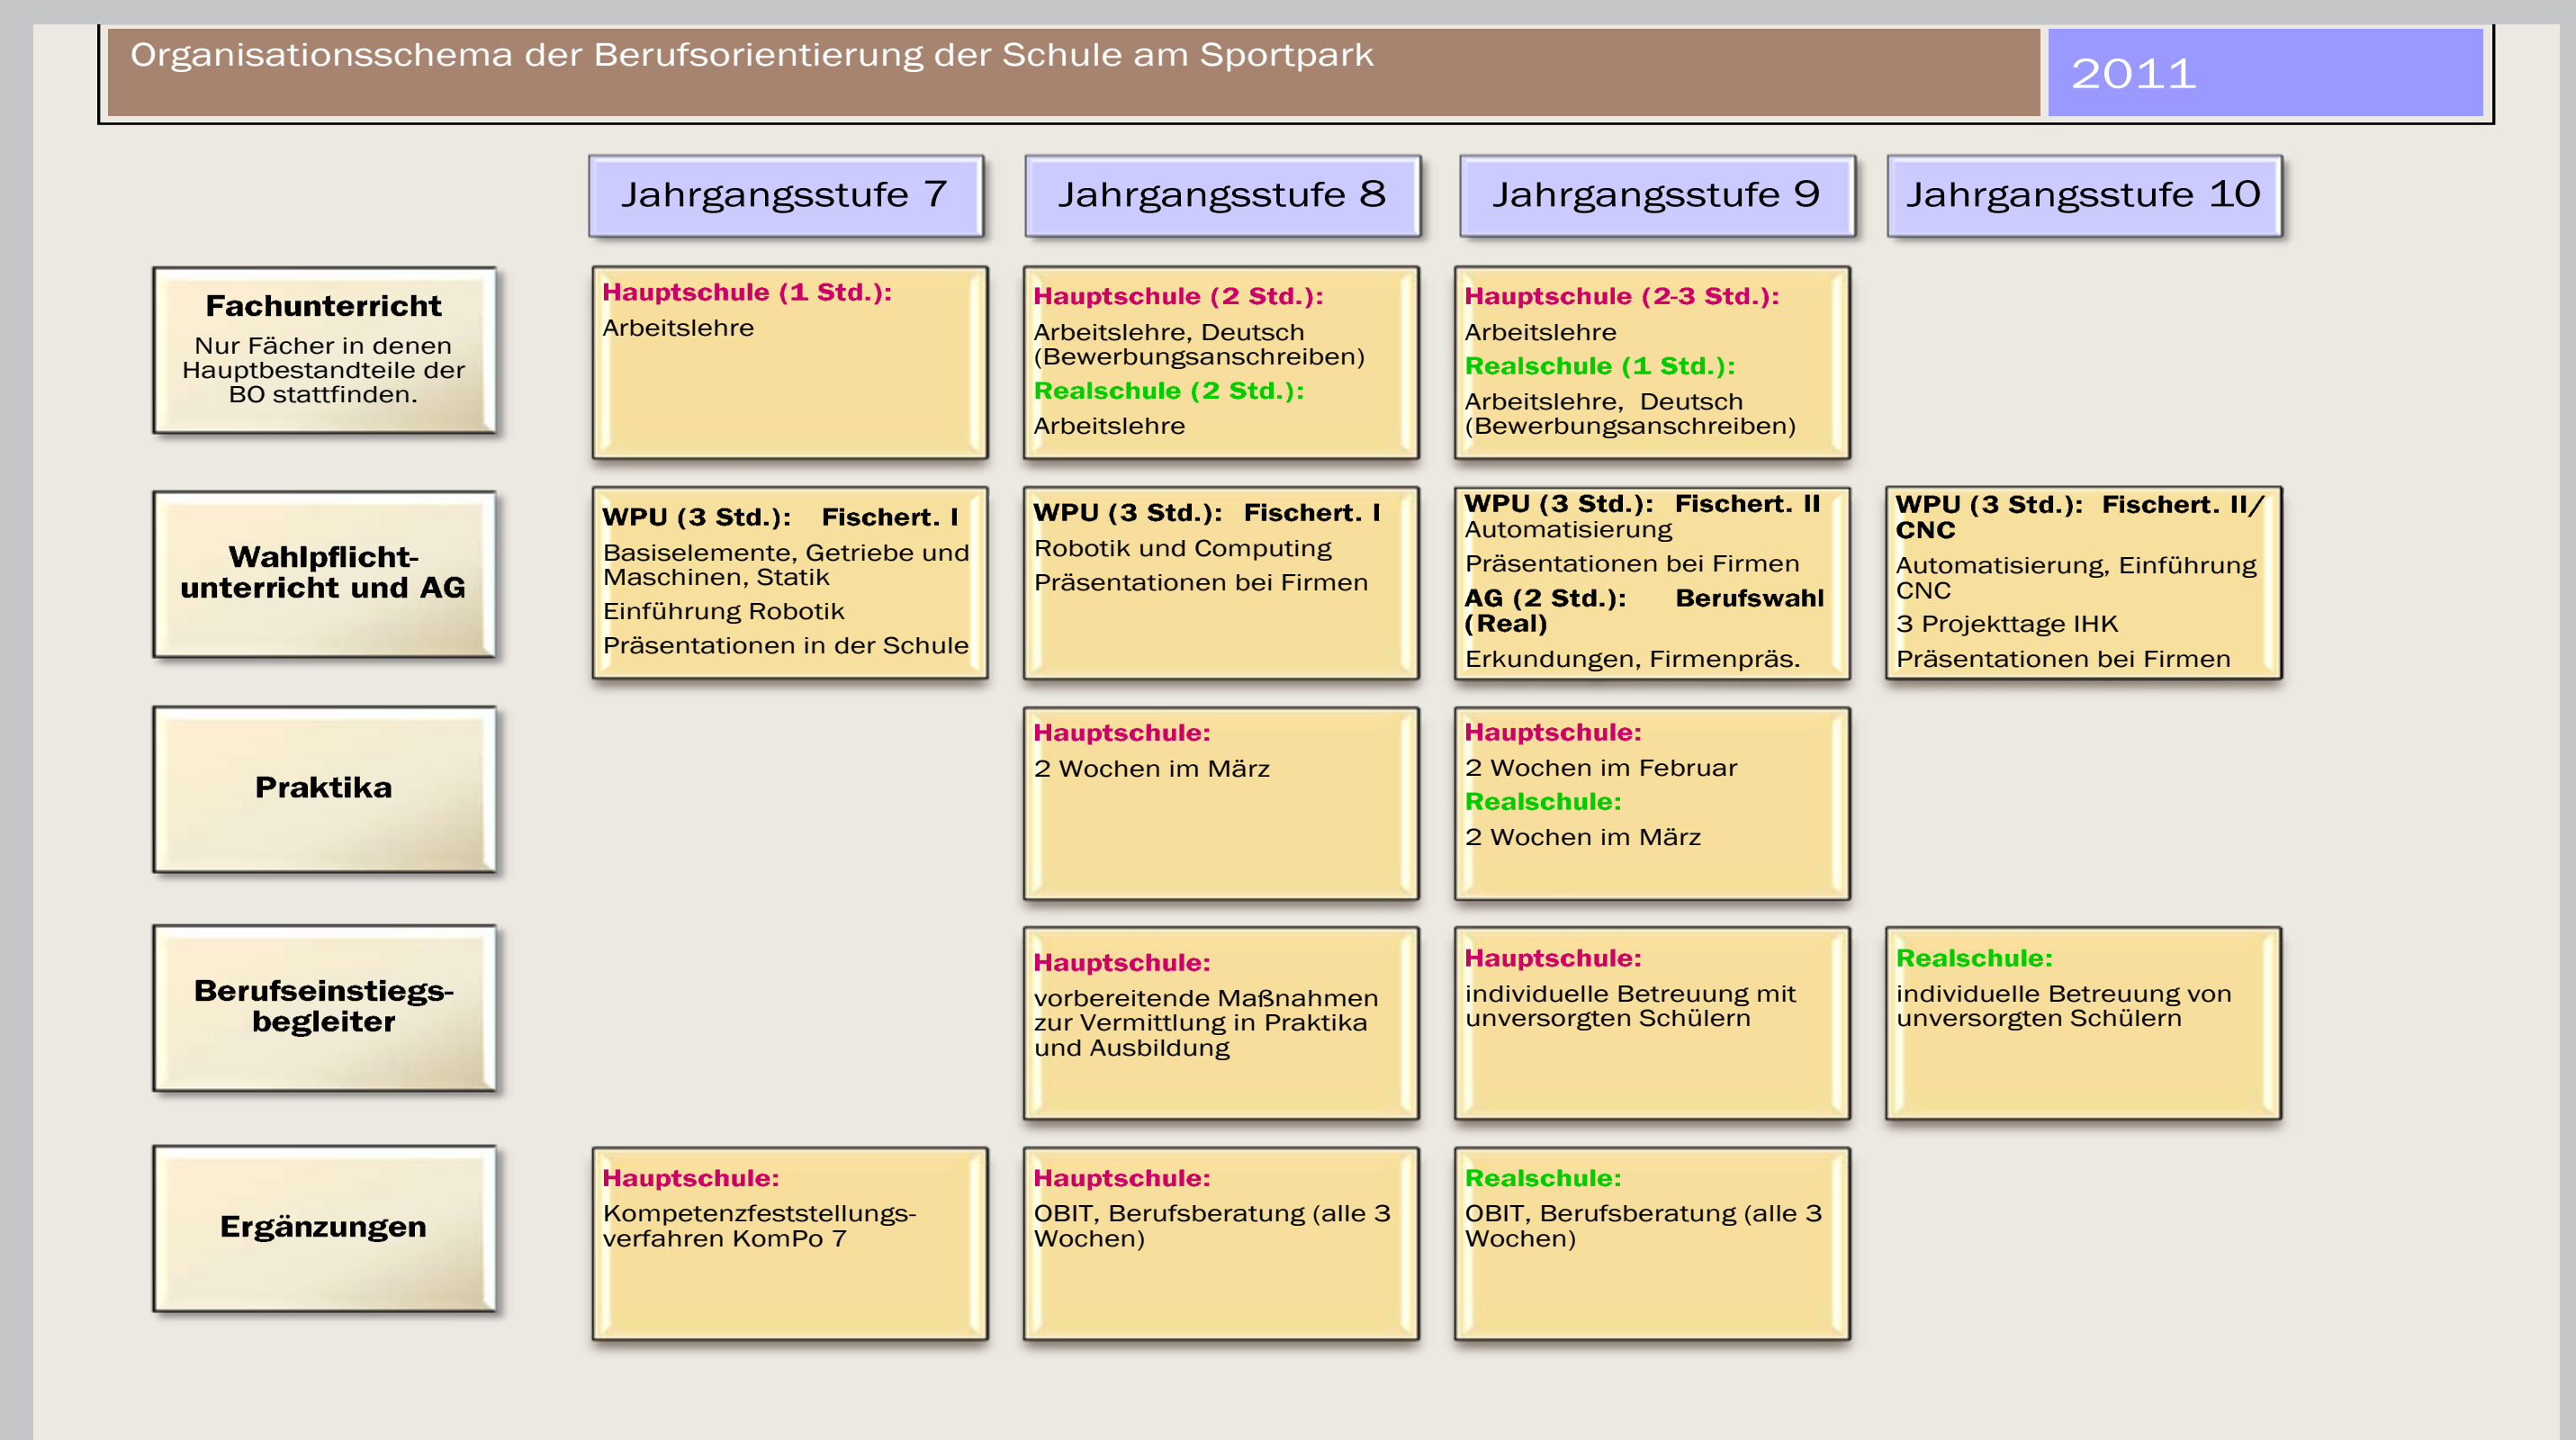 Organisationsschema der Berufsorientierung der Schule am Sportpark
2011
Jahrgangsstufe 7
Jahrgangsstufe 8
Jahrgangsstufe 9
Jahrgangsstufe 10
Fachunterricht
Nur Fächer in denen
Hauptbestandteile der
BO stattfinden.
Hauptschule (1 Std.):
Arbeitslehre
Hauptschule (2 Std.):
Arbeitslehre, Deutsch
(Bewerbungsanschreiben)
Realschule (2 Std.):
Arbeitslehre
Hauptschule (2-3 Std.):
Arbeitslehre
Realschule (1 Std.):
Arbeitslehre, Deutsch
(Bewerbungsanschreiben)
Wahlpflicht-
unterricht und AG
WPU (3 Std.): Fischert. I
Basiselemente, Getriebe und
Maschinen, Statik
Einführung Robotik
Präsentationen in der Schule
WPU (3 Std.): Fischert. I
Robotik und Computing
Präsentationen bei Firmen
WPU (3 Std.): Fischert. II
Automatisierung
Präsentationen bei Firmen
AG (2 Std.): Berufswahl
(Real)
Erkundungen, Firmenpräs.
WPU (3 Std.): Fischert. II/
CNC
Automatisierung, Einführung
CNC
3 Projekttage IHK
Präsentationen bei Firmen
Praktika
Hauptschule:
2 Wochen im März
Hauptschule:
2 Wochen im Februar
Realschule:
2 Wochen im März
Berufseinstiegs-
begleiter
Hauptschule:
vorbereitende Maßnahmen
zur Vermittlung in Praktika
und Ausbildung
Hauptschule:
individuelle Betreuung mit
unversorgten Schülern
Realschule:
individuelle Betreuung von
unversorgten Schülern
Ergänzungen
Hauptschule:
Kompetenzfeststellungs-
verfahren KomPo 7
Hauptschule:
OBIT, Berufsberatung (alle 3
Wochen)
Realschule:
OBIT, Berufsberatung (alle 3
Wochen)